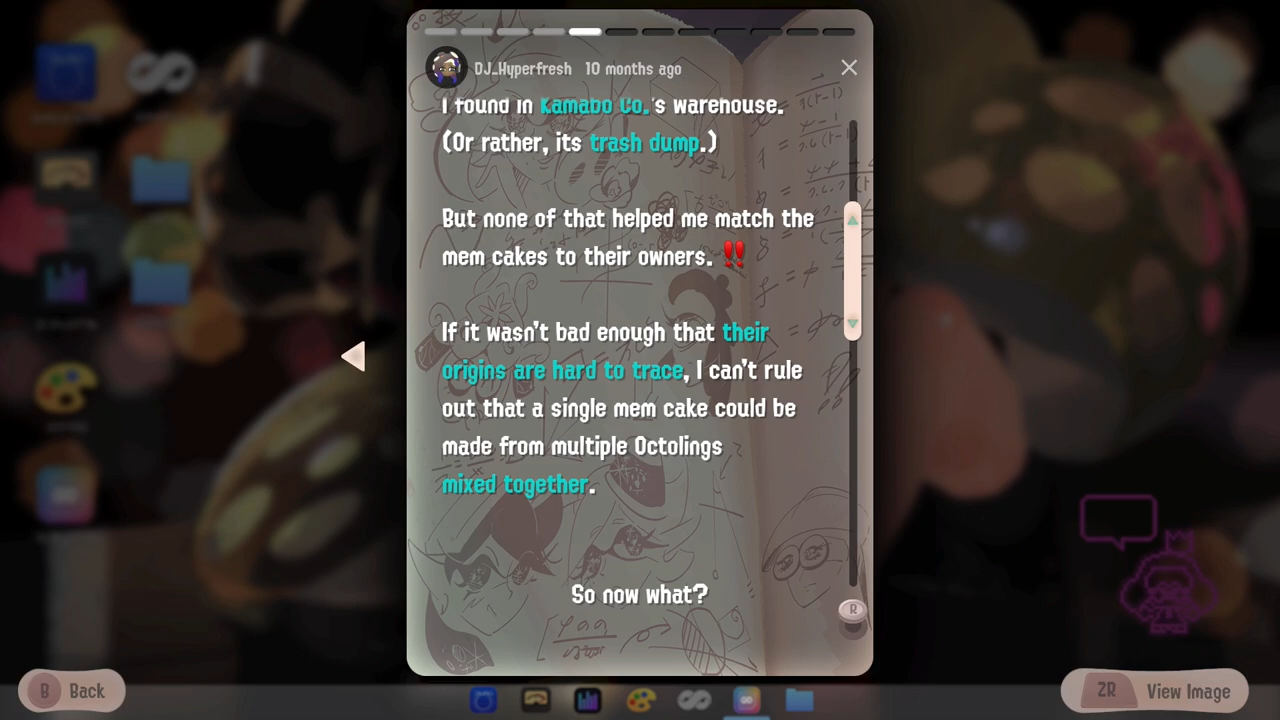 DJ_Hyperfresh 10 months ago
I found in Kamabo Co.'s warehouse.
(Or rather, its trash dump.)
But none of that helped me match the
mem cakes to their owners. ‼
If it wasn't bad enough that their
origins are hard to trace, I can't rule
out that a single mem cake could be
made from multiple Octolings
mixed together.
So now what?
R
B Back
ZR View Image